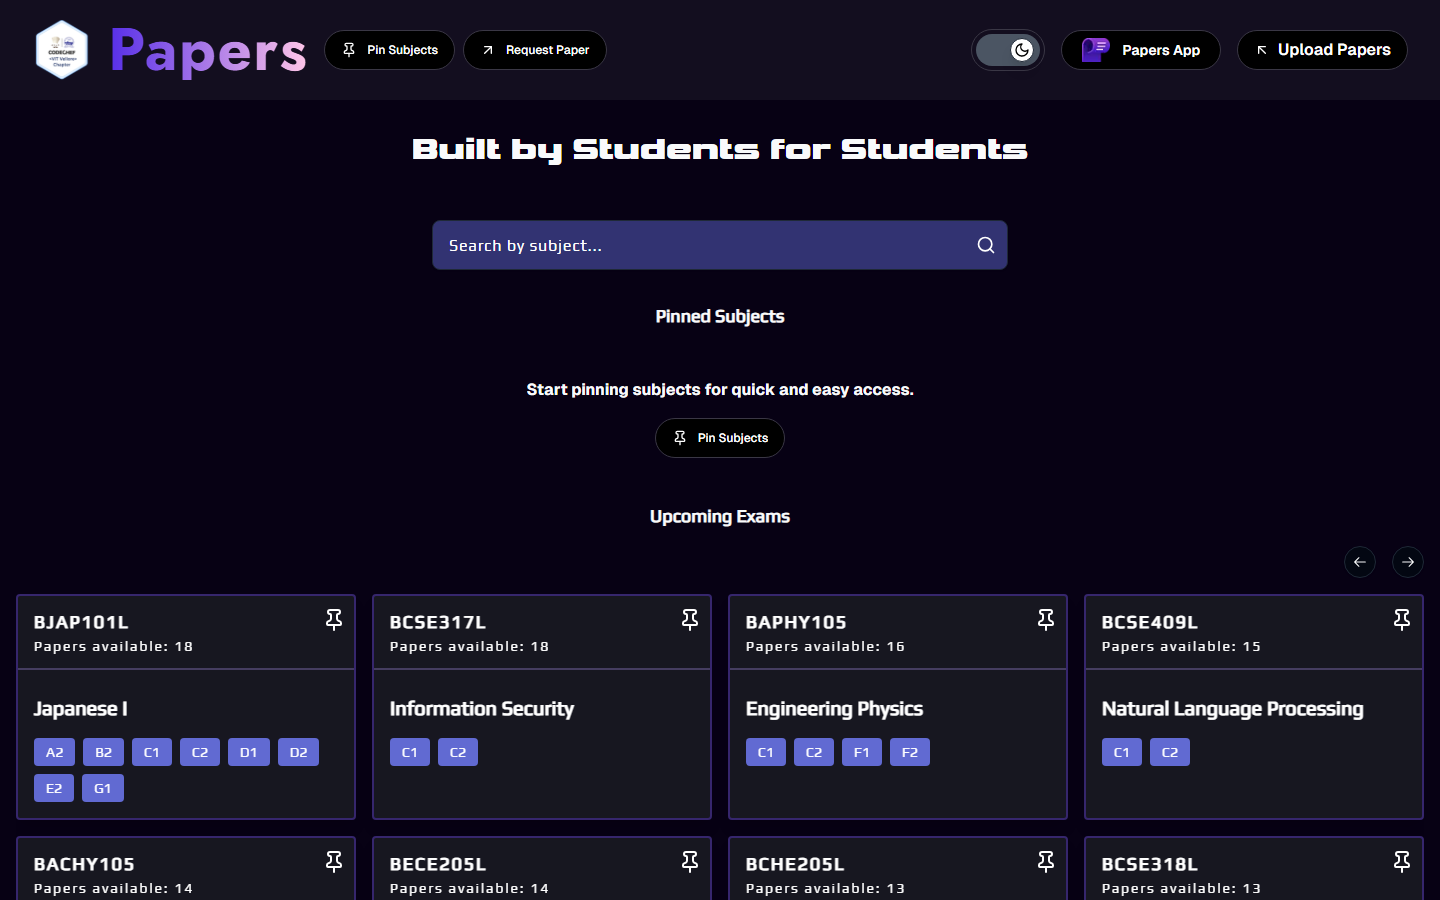 CODECHEF
Papers
Pin Subjects
Request Paper
Papers App
Upload Papers
Built by Students for Students
Search by subject...
Pinned Subjects
Start pinning subjects for quick and easy access.
Pin Subjects
Upcoming Exams
BJAP101L
Papers available: 18
Japanese I
A2 B2 C1 C2 D1 D2
E2 G1
BCSE317L
Papers available: 18
Information Security
C1 C2
BAPHY105
Papers available: 16
Engineering Physics
C1 C2 F1 F2
BCSE409L
Papers available: 15
Natural Language Processing
C1 C2
BACHY105
Papers available: 14
BECE205L
Papers available: 14
BCHE205L
Papers available: 13
BCSE318L
Papers available: 13